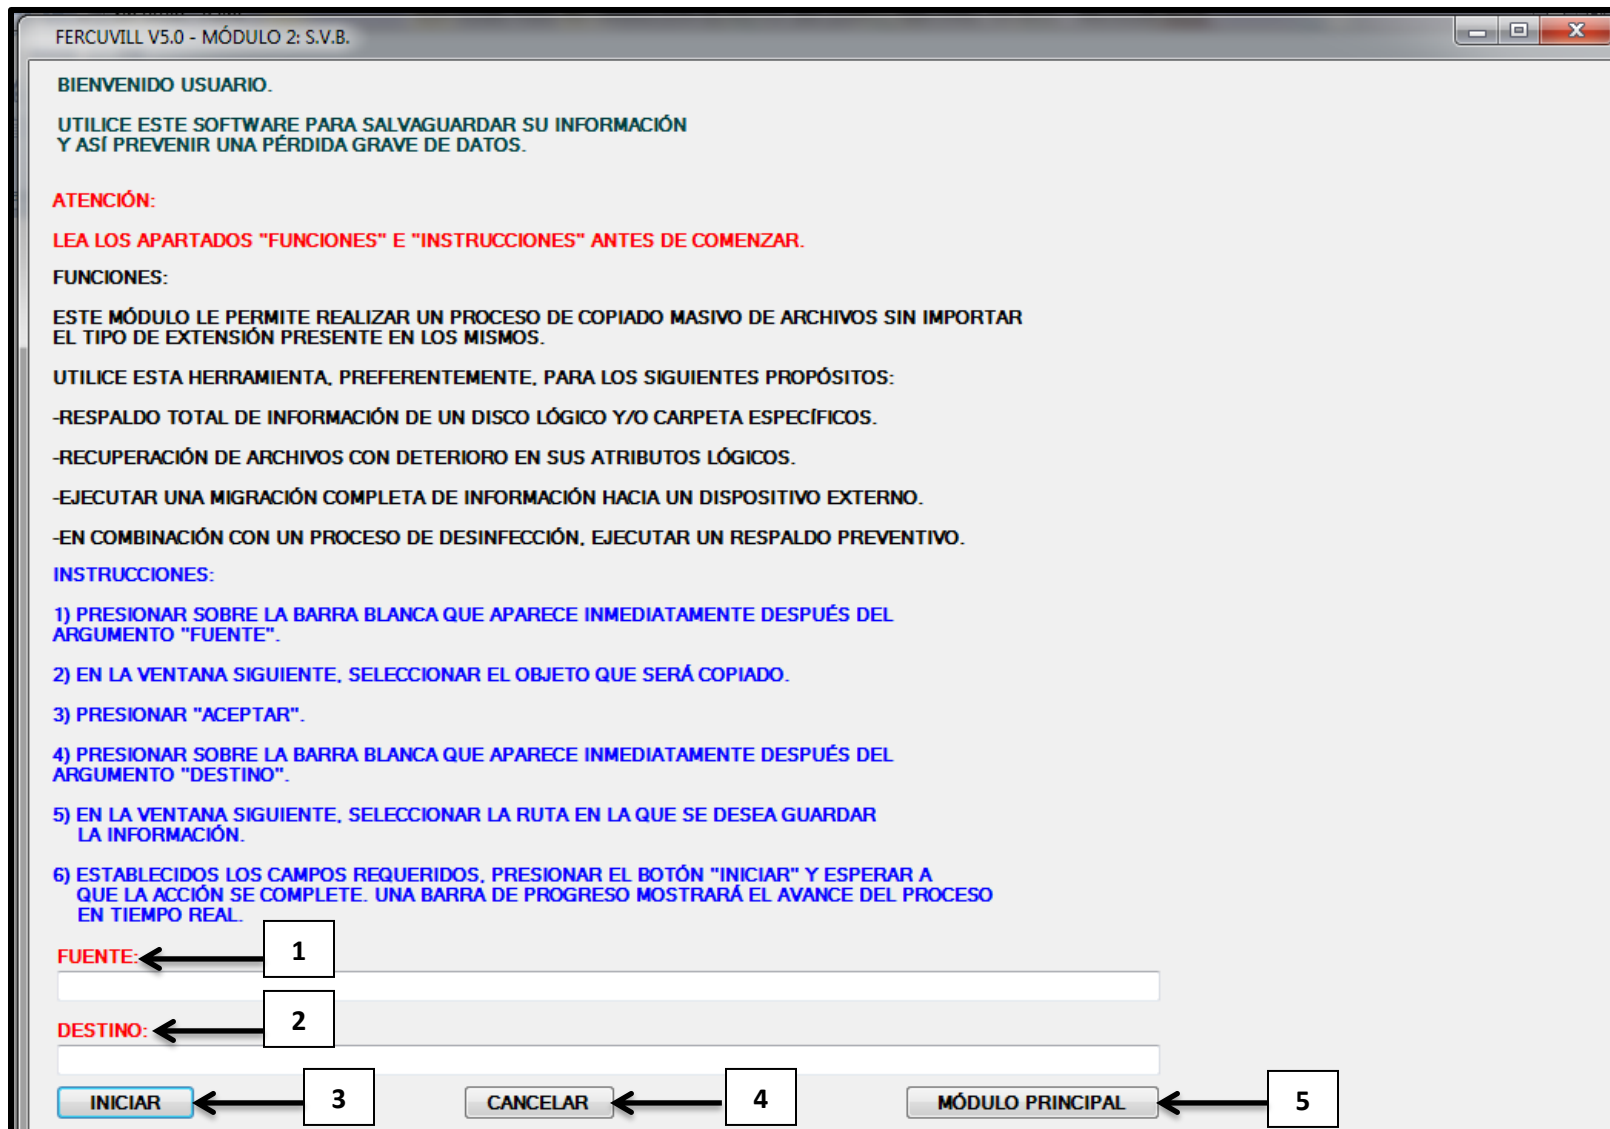 FERCUVILL V5.0 - MÓDULO 2: S.V.B.
BIENVENIDO USUARIO.
UTILICE ESTE SOFTWARE PARA SALVAGUARDAR SU INFORMACIÓN
Y ASÍ PREVENIR UNA PÉRDIDA GRAVE DE DATOS.
ATENCIÓN:
LEA LOS APARTADOS "FUNCIONES" E "INSTRUCCIONES" ANTES DE COMENZAR.
FUNCIONES:
ESTE MÓDULO LE PERMITE REALIZAR UN PROCESO DE COPIADO MASIVO DE ARCHIVOS SIN IMPORTAR
EL TIPO DE EXTENSIÓN PRESENTE EN LOS MISMOS.
UTILICE ESTA HERRAMIENTA, PREFERENTEMENTE, PARA LOS SIGUIENTES PROPÓSITOS:
-RESPALDO TOTAL DE INFORMACIÓN DE UN DISCO LÓGICO Y/O CARPETA ESPECÍFICOS.
-RECUPERACIÓN DE ARCHIVOS CON DETERIORO EN SUS ATRIBUTOS LÓGICOS.
-EJECUTAR UNA MIGRACIÓN COMPLETA DE INFORMACIÓN HACIA UN DISPOSITIVO EXTERNO.
-EN COMBINACIÓN CON UN PROCESO DE DESINFECCIÓN, EJECUTAR UN RESPALDO PREVENTIVO.
INSTRUCCIONES:
1) PRESIONAR SOBRE LA BARRA BLANCA QUE APARECE INMEDIATAMENTE DESPUÉS DEL
ARGUMENTO "FUENTE".
2) EN LA VENTANA SIGUIENTE, SELECCIONAR EL OBJETO QUE SERÁ COPIADO.
3) PRESIONAR "ACEPTAR".
4) PRESIONAR SOBRE LA BARRA BLANCA QUE APARECE INMEDIATAMENTE DESPUÉS DEL
ARGUMENTO "DESTINO".
5) EN LA VENTANA SIGUIENTE, SELECCIONAR LA RUTA EN LA QUE SE DESEA GUARDAR
LA INFORMACIÓN.
6) ESTABLECIDOS LOS CAMPOS REQUERIDOS, PRESIONAR EL BOTÓN "INICIAR" Y ESPERAR A
QUE LA ACCIÓN SE COMPLETE. UNA BARRA DE PROGRESO MOSTRARÁ EL AVANCE DEL PROCESO
EN TIEMPO REAL.
FUENTE: 1
DESTINO: 2
INICIAR 3 CANCELAR 4 MÓDULO PRINCIPAL 5